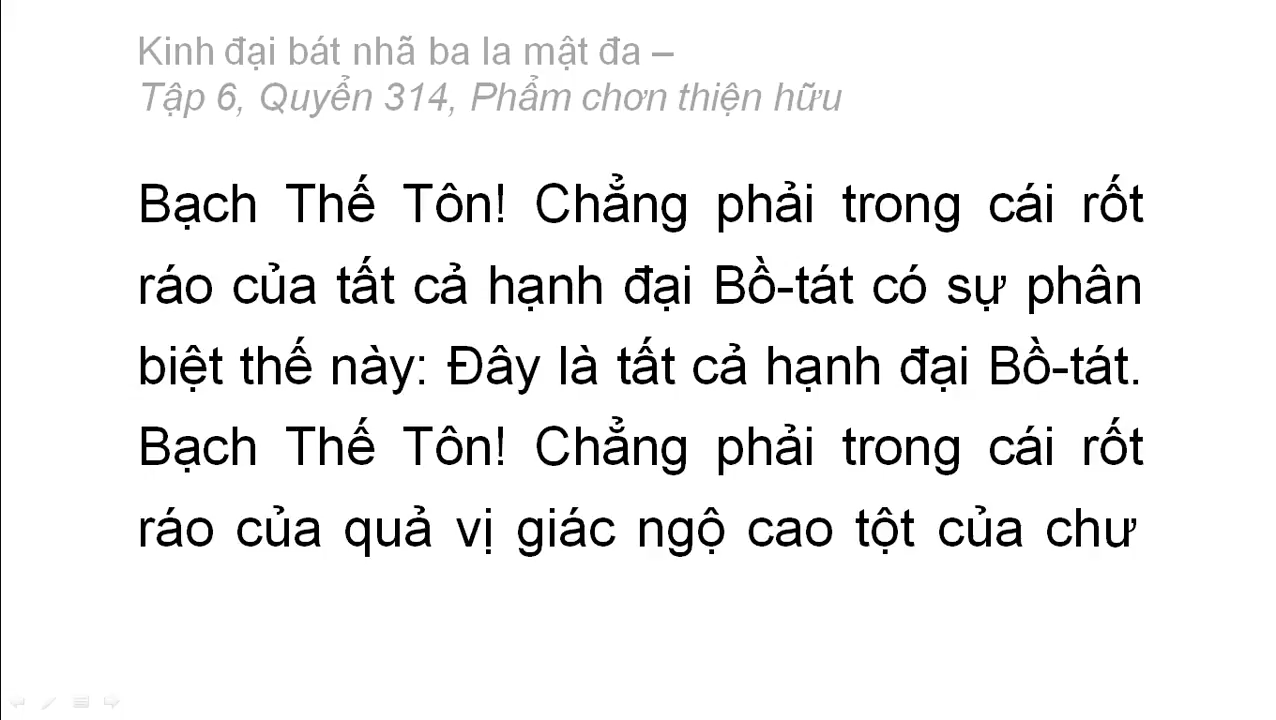 Kinh đại bát nhã ba la mật đa –
Tập 6, Quyển 314, Phẩm chơn thiện hữu
Bạch Thế Tôn! Chẳng phải trong cái rốt
ráo của tất cả hạnh đại Bồ-tát có sự phân
biệt thế này: Đây là tất cả hạnh đại Bồ-tát.
Bạch Thế Tôn! Chẳng phải trong cái rốt
ráo của quả vị giác ngộ cao tột của chư